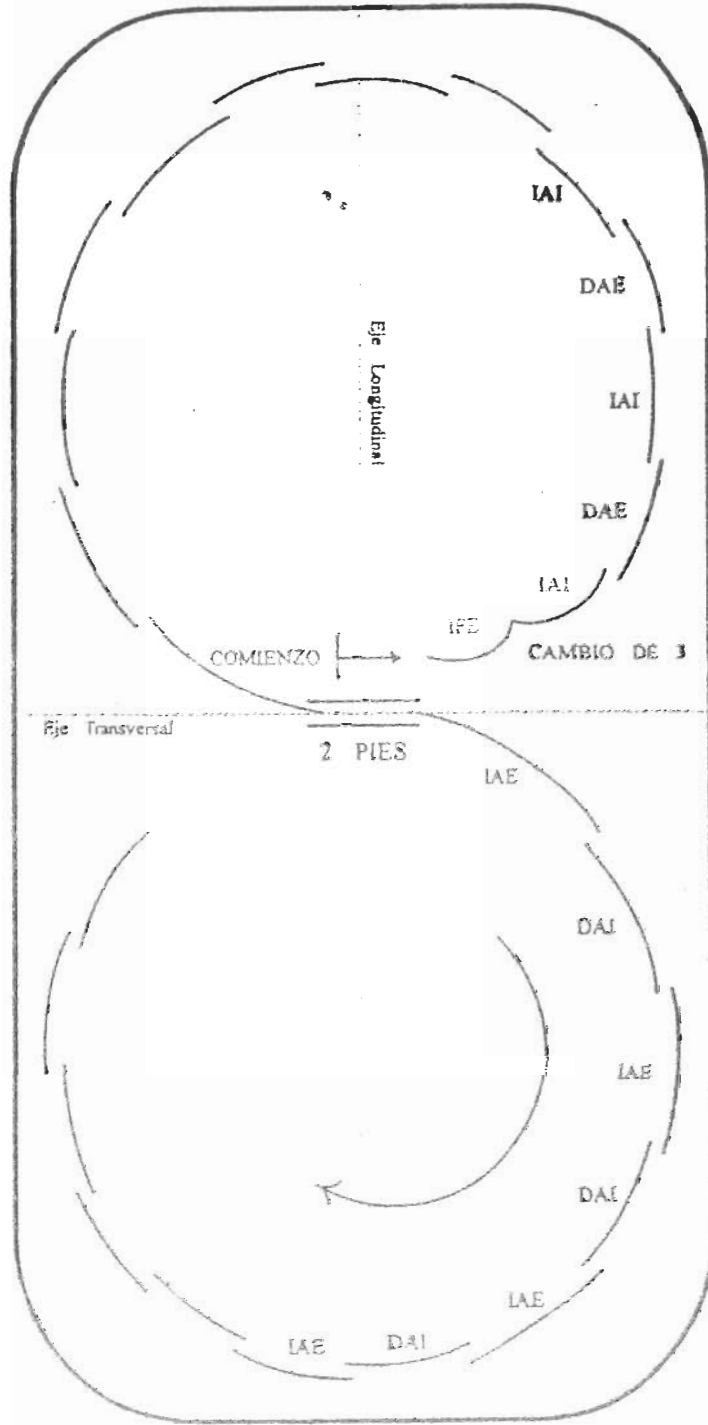 IAI
DAE
Eje Longitudinal
IAI
DAE
IAI
IFE
COMIENZO
CAMBIO DE 3
Eje Transversal
2 PIES
IAE
DAI
IAE
DAI
IAE
IAE DAI